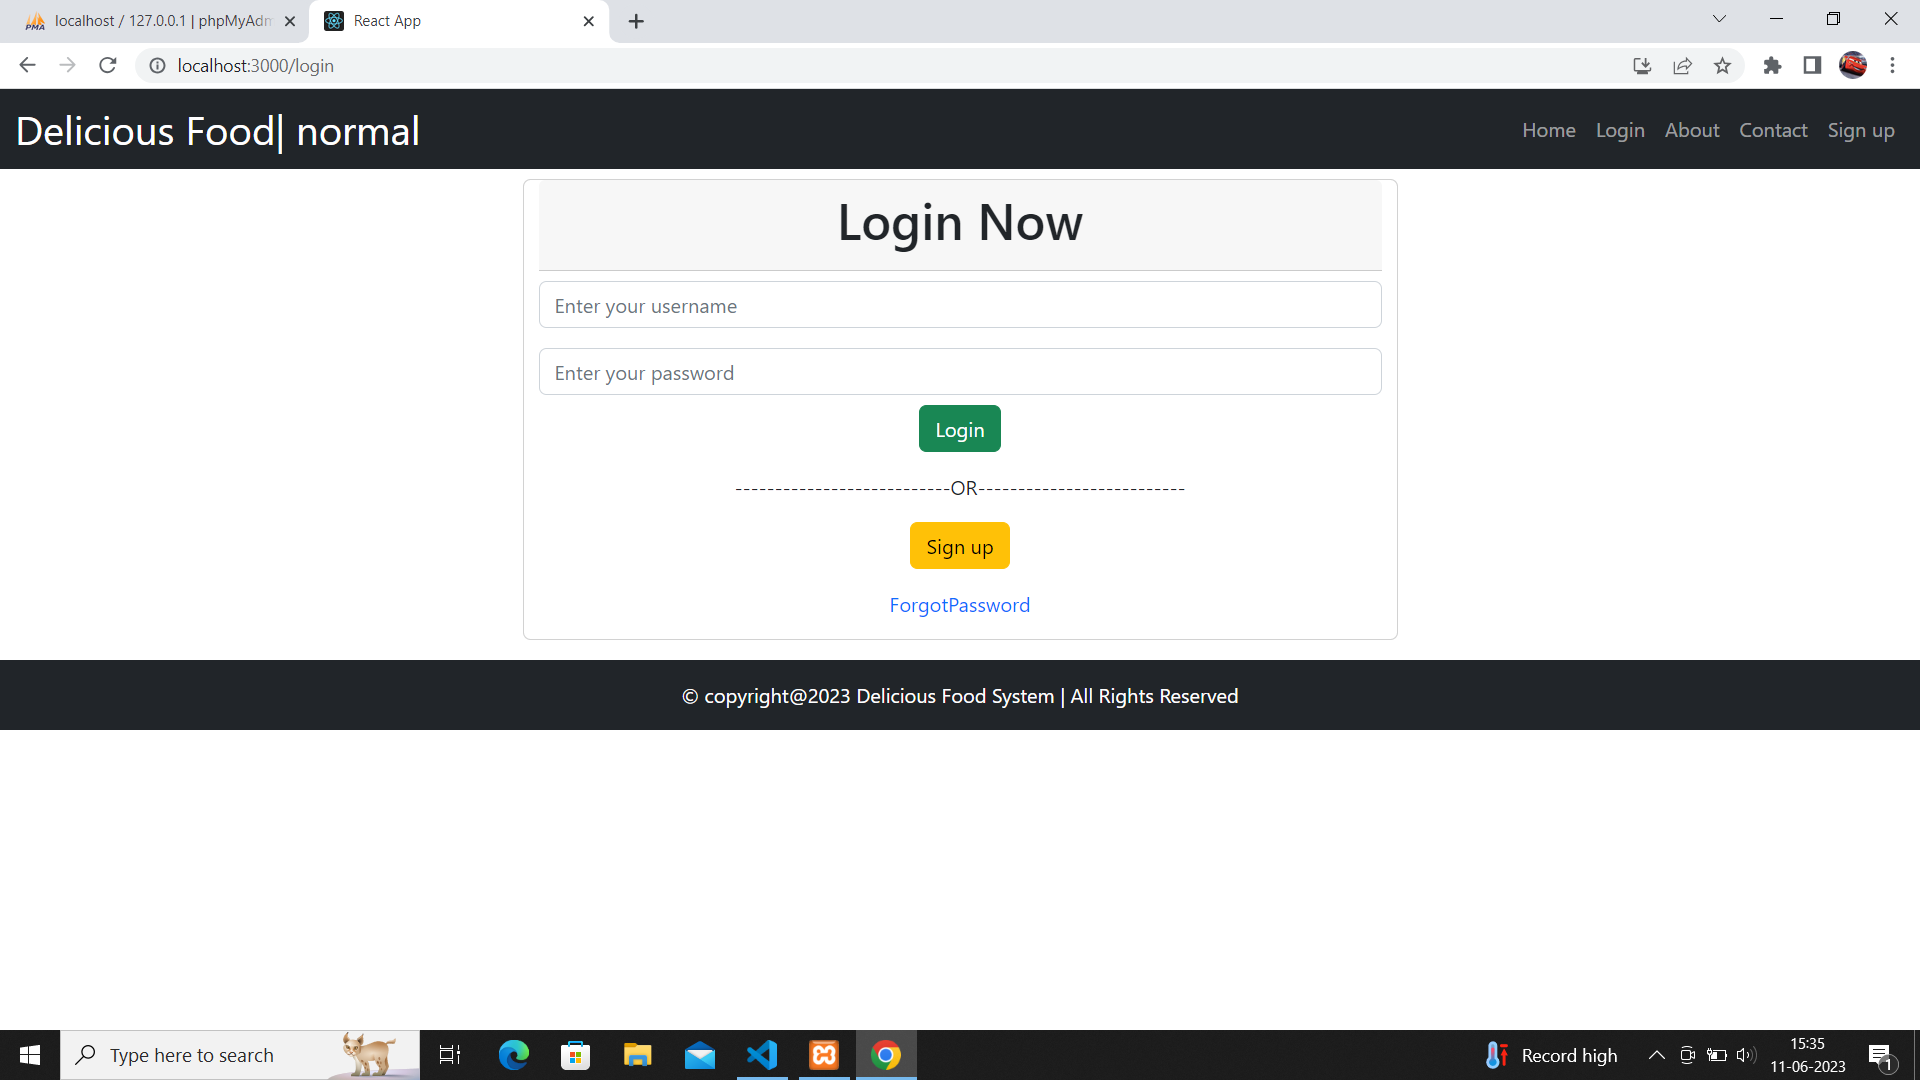 localhost / 127.0.0.1 | phpMyAdm
React App
localhost:3000/login
Delicious Food| normal
Home Login About Contact Sign up
Login Now
Enter your username
Enter your password
Login
---------------------------OR--------------------------
Sign up
ForgotPassword
© copyright@2023 Delicious Food System | All Rights Reserved
Type here to search
Record high
15:35
11-06-2023
1